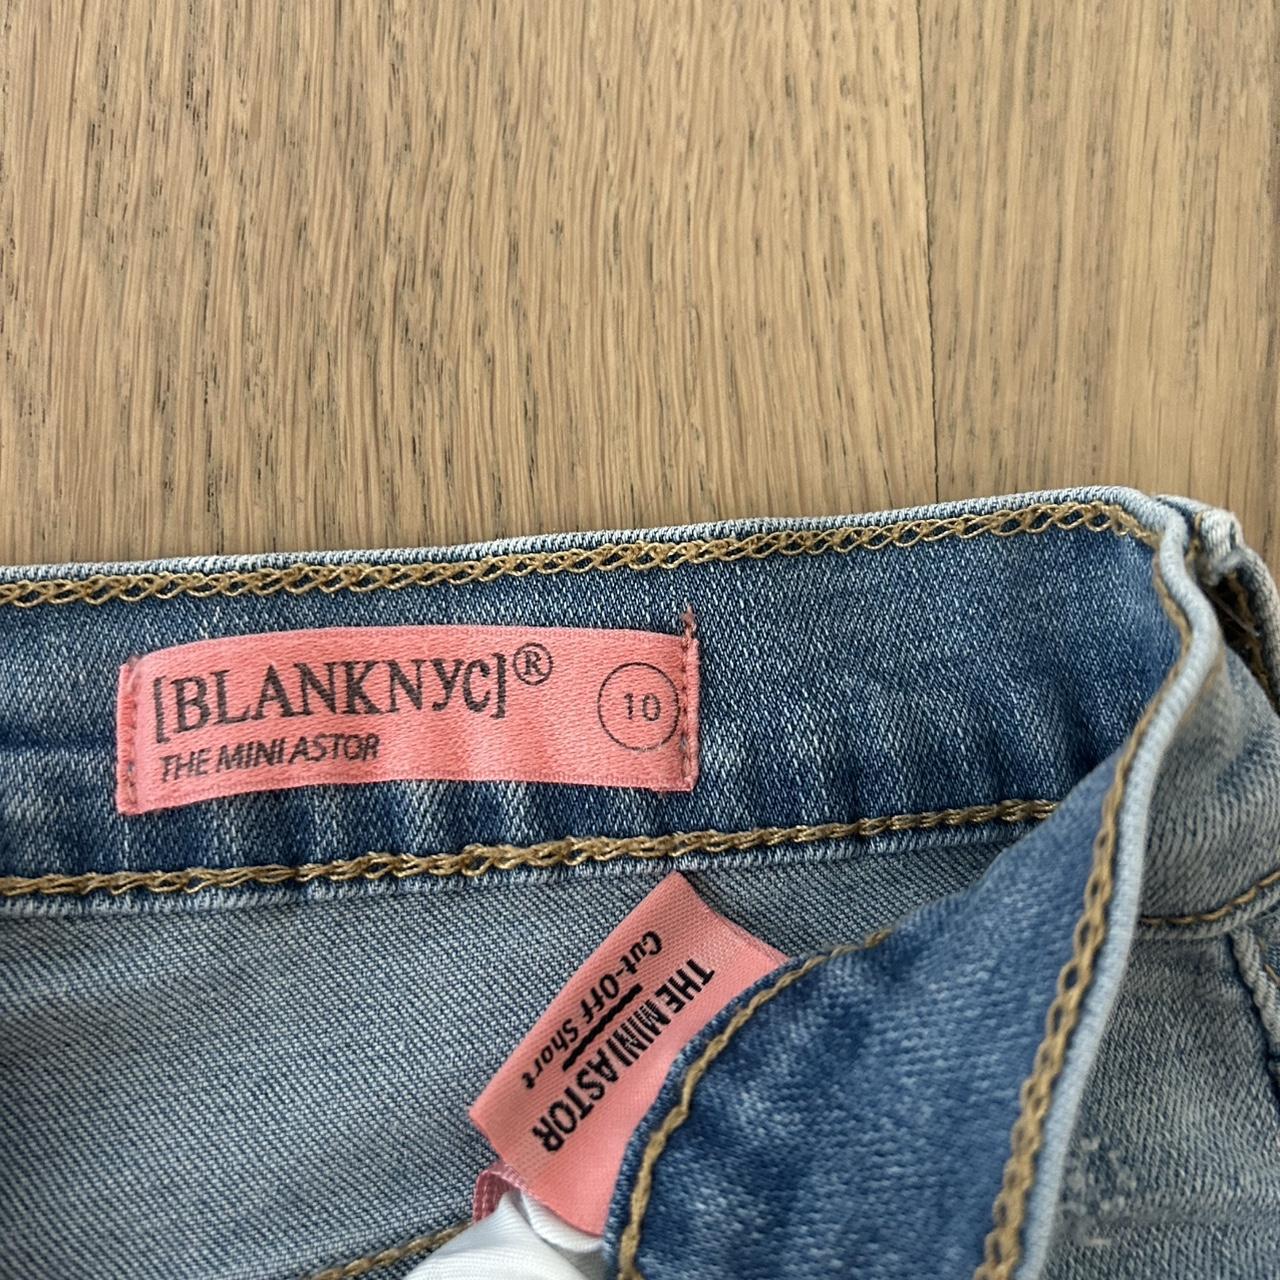 [BLANKNYC]®
THE MINI ASTOR
10
THE MINI ASTOR
Cut-Off Short